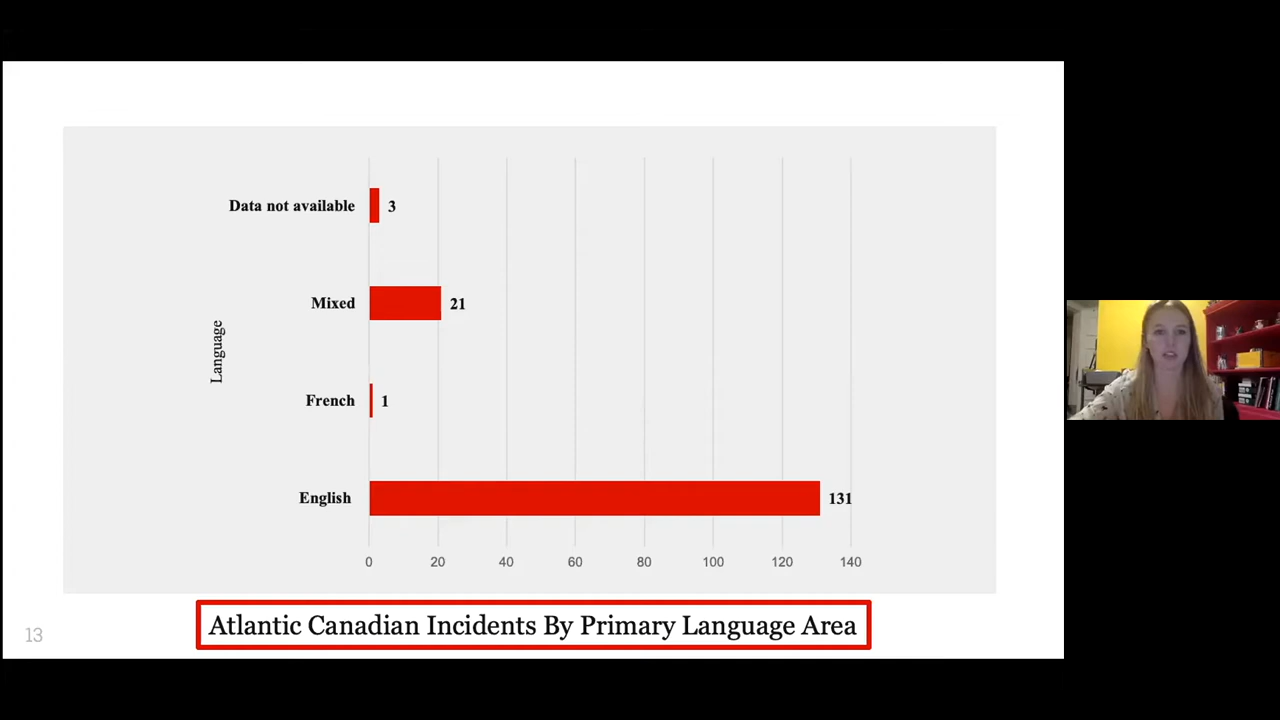 Data not available
3
Mixed
21
Language
French
1
English
131
0 20 40 60 80 100 120 140
Atlantic Canadian Incidents By Primary Language Area
13